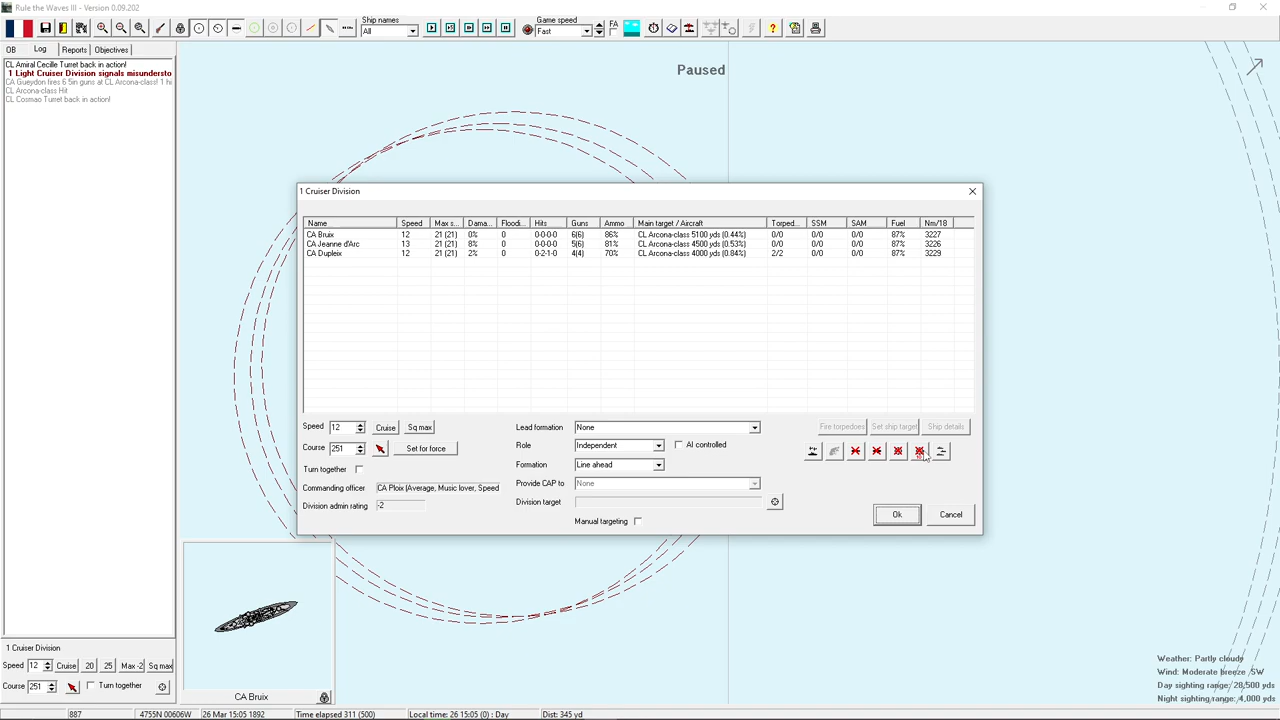 Rule the Waves III - Version 0.09.202
Ship names
All
Game speed
Fast
FA
OB Log Reports Objectives
CL Amiral Cecille Turret back in action!
1 Light Cruiser Division signals misundersto
CA Gueydon fires 6.5in guns at CL Arcona-class! 1 hi
CL Arcona-class Hit
CL Cosmao Turret back in action!
Paused
1 Cruiser Division
Name Speed Max s... Dama... Floodi... Hits Guns Ammo Main target / Aircraft Torped... SSM SAM Fuel Nm/18
CA Bruix 12 21 (21) 0% 0 0-0-0-0 6(6) 86% CL Arcona-class 5100 yds (0.44%) 0/0 0/0 0/0 87% 3227
CA Jeanne d'Arc 13 21 (21) 8% 0 0-0-0-0 5(6) 81% CL Arcona-class 4500 yds (0.53%) 0/0 0/0 0/0 87% 3226
CA Dupleix 12 21 (21) 2% 0 0-2-1-0 4(4) 70% CL Arcona-class 4000 yds (0.84%) 2/2 0/0 0/0 87% 3229
Speed 12 Cruise Sq max
Course 251 Set for force
Turn together
Commanding officer CA Ploix (Average, Music lover, Speed
Division admin rating -2
Lead formation None
Role Independent AI controlled
Formation Line ahead
Provide CAP to None
Division target
Manual targeting
Fire torpedoes Set ship target Ship details
Ok Cancel
1 Cruiser Division
Speed 12 Cruise 20 25 Max -2 Sq max
Course 251 Turn together
CA Bruix
Weather: Partly cloudy
Wind: Moderate breeze SW
Day sighting range: 28,500 yds
Night sighting range: 4,000 yds
887 4755N 00606W 26 Mar 15:05 1892 Time elapsed 311 (500) Local time: 26 15:05 (0) : Day Dist: 345 yd